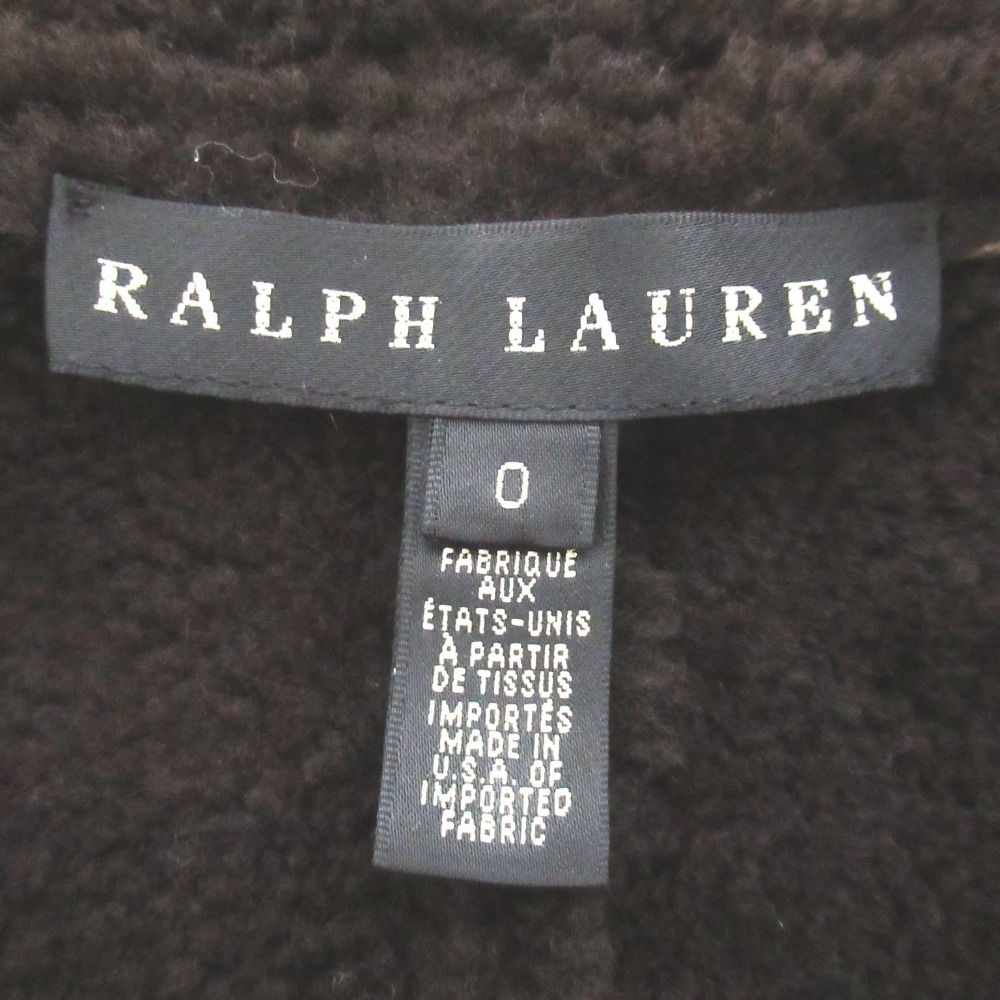 RALPH LAUREN
0
FABRIQUÉ
AUX
ÉTATS-UNIS
À PARTIR
DE TISSUS
IMPORTÉS
MADE IN
U.S.A. OF
IMPORTED
FABRIC